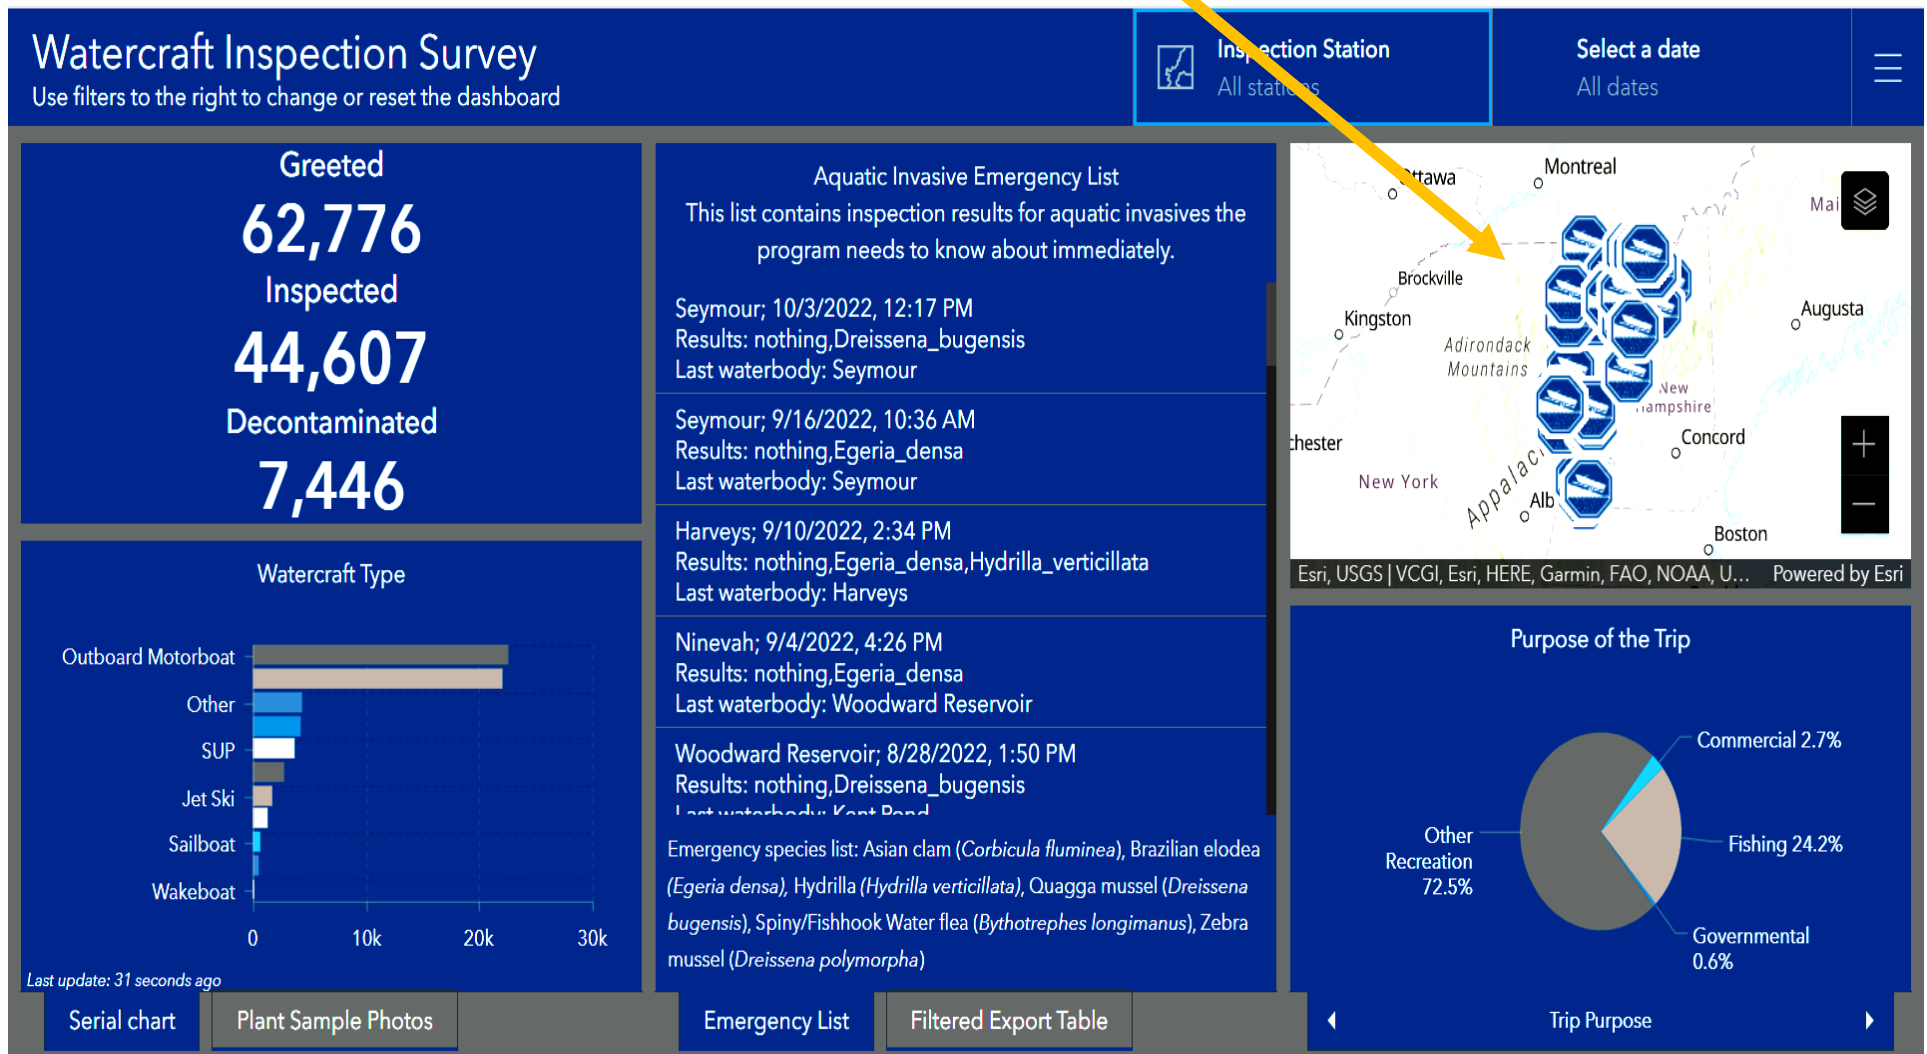 Watercraft Inspection Survey
Use filters to the right to change or reset the dashboard
Inspection Station
All stations
Select a date
All dates
Greeted
62,776
Inspected
44,607
Decontaminated
7,446
Watercraft Type
Outboard Motorboat
Other
SUP
Jet Ski
Sailboat
Wakeboat
0 10k 20k 30k
Last update: 31 seconds ago
Serial chart
Plant Sample Photos
Aquatic Invasive Emergency List
This list contains inspection results for aquatic invasives the
program needs to know about immediately.
Seymour; 10/3/2022, 12:17 PM
Results: nothing,Dreissena_bugensis
Last waterbody: Seymour
Seymour; 9/16/2022, 10:36 AM
Results: nothing,Egeria_densa
Last waterbody: Seymour
Harveys; 9/10/2022, 2:34 PM
Results: nothing,Egeria_densa,Hydrilla_verticillata
Last waterbody: Harveys
Ninevah; 9/4/2022, 4:26 PM
Results: nothing,Egeria_densa
Last waterbody: Woodward Reservoir
Woodward Reservoir; 8/28/2022, 1:50 PM
Results: nothing,Dreissena_bugensis
Last waterbody: Kent Pond
Emergency species list: Asian clam (Corbicula fluminea), Brazilian elodea
(Egeria densa), Hydrilla (Hydrilla verticillata), Quagga mussel (Dreissena
bugensis), Spiny/Fishhook Water flea (Bythotrephes longimanus), Zebra
mussel (Dreissena polymorpha)
Emergency List
Filtered Export Table
Ottawa
Montreal
Mai
Brockville
Kingston
Augusta
Adirondack
Mountains
New
Hampshire
chester
Concord
New York
Appalac
Alb
Boston
Esri, USGS | VCGI, Esri, HERE, Garmin, FAO, NOAA, U... Powered by Esri
Purpose of the Trip
Commercial 2.7%
Other
Recreation
72.5%
Fishing 24.2%
Governmental
0.6%
Trip Purpose